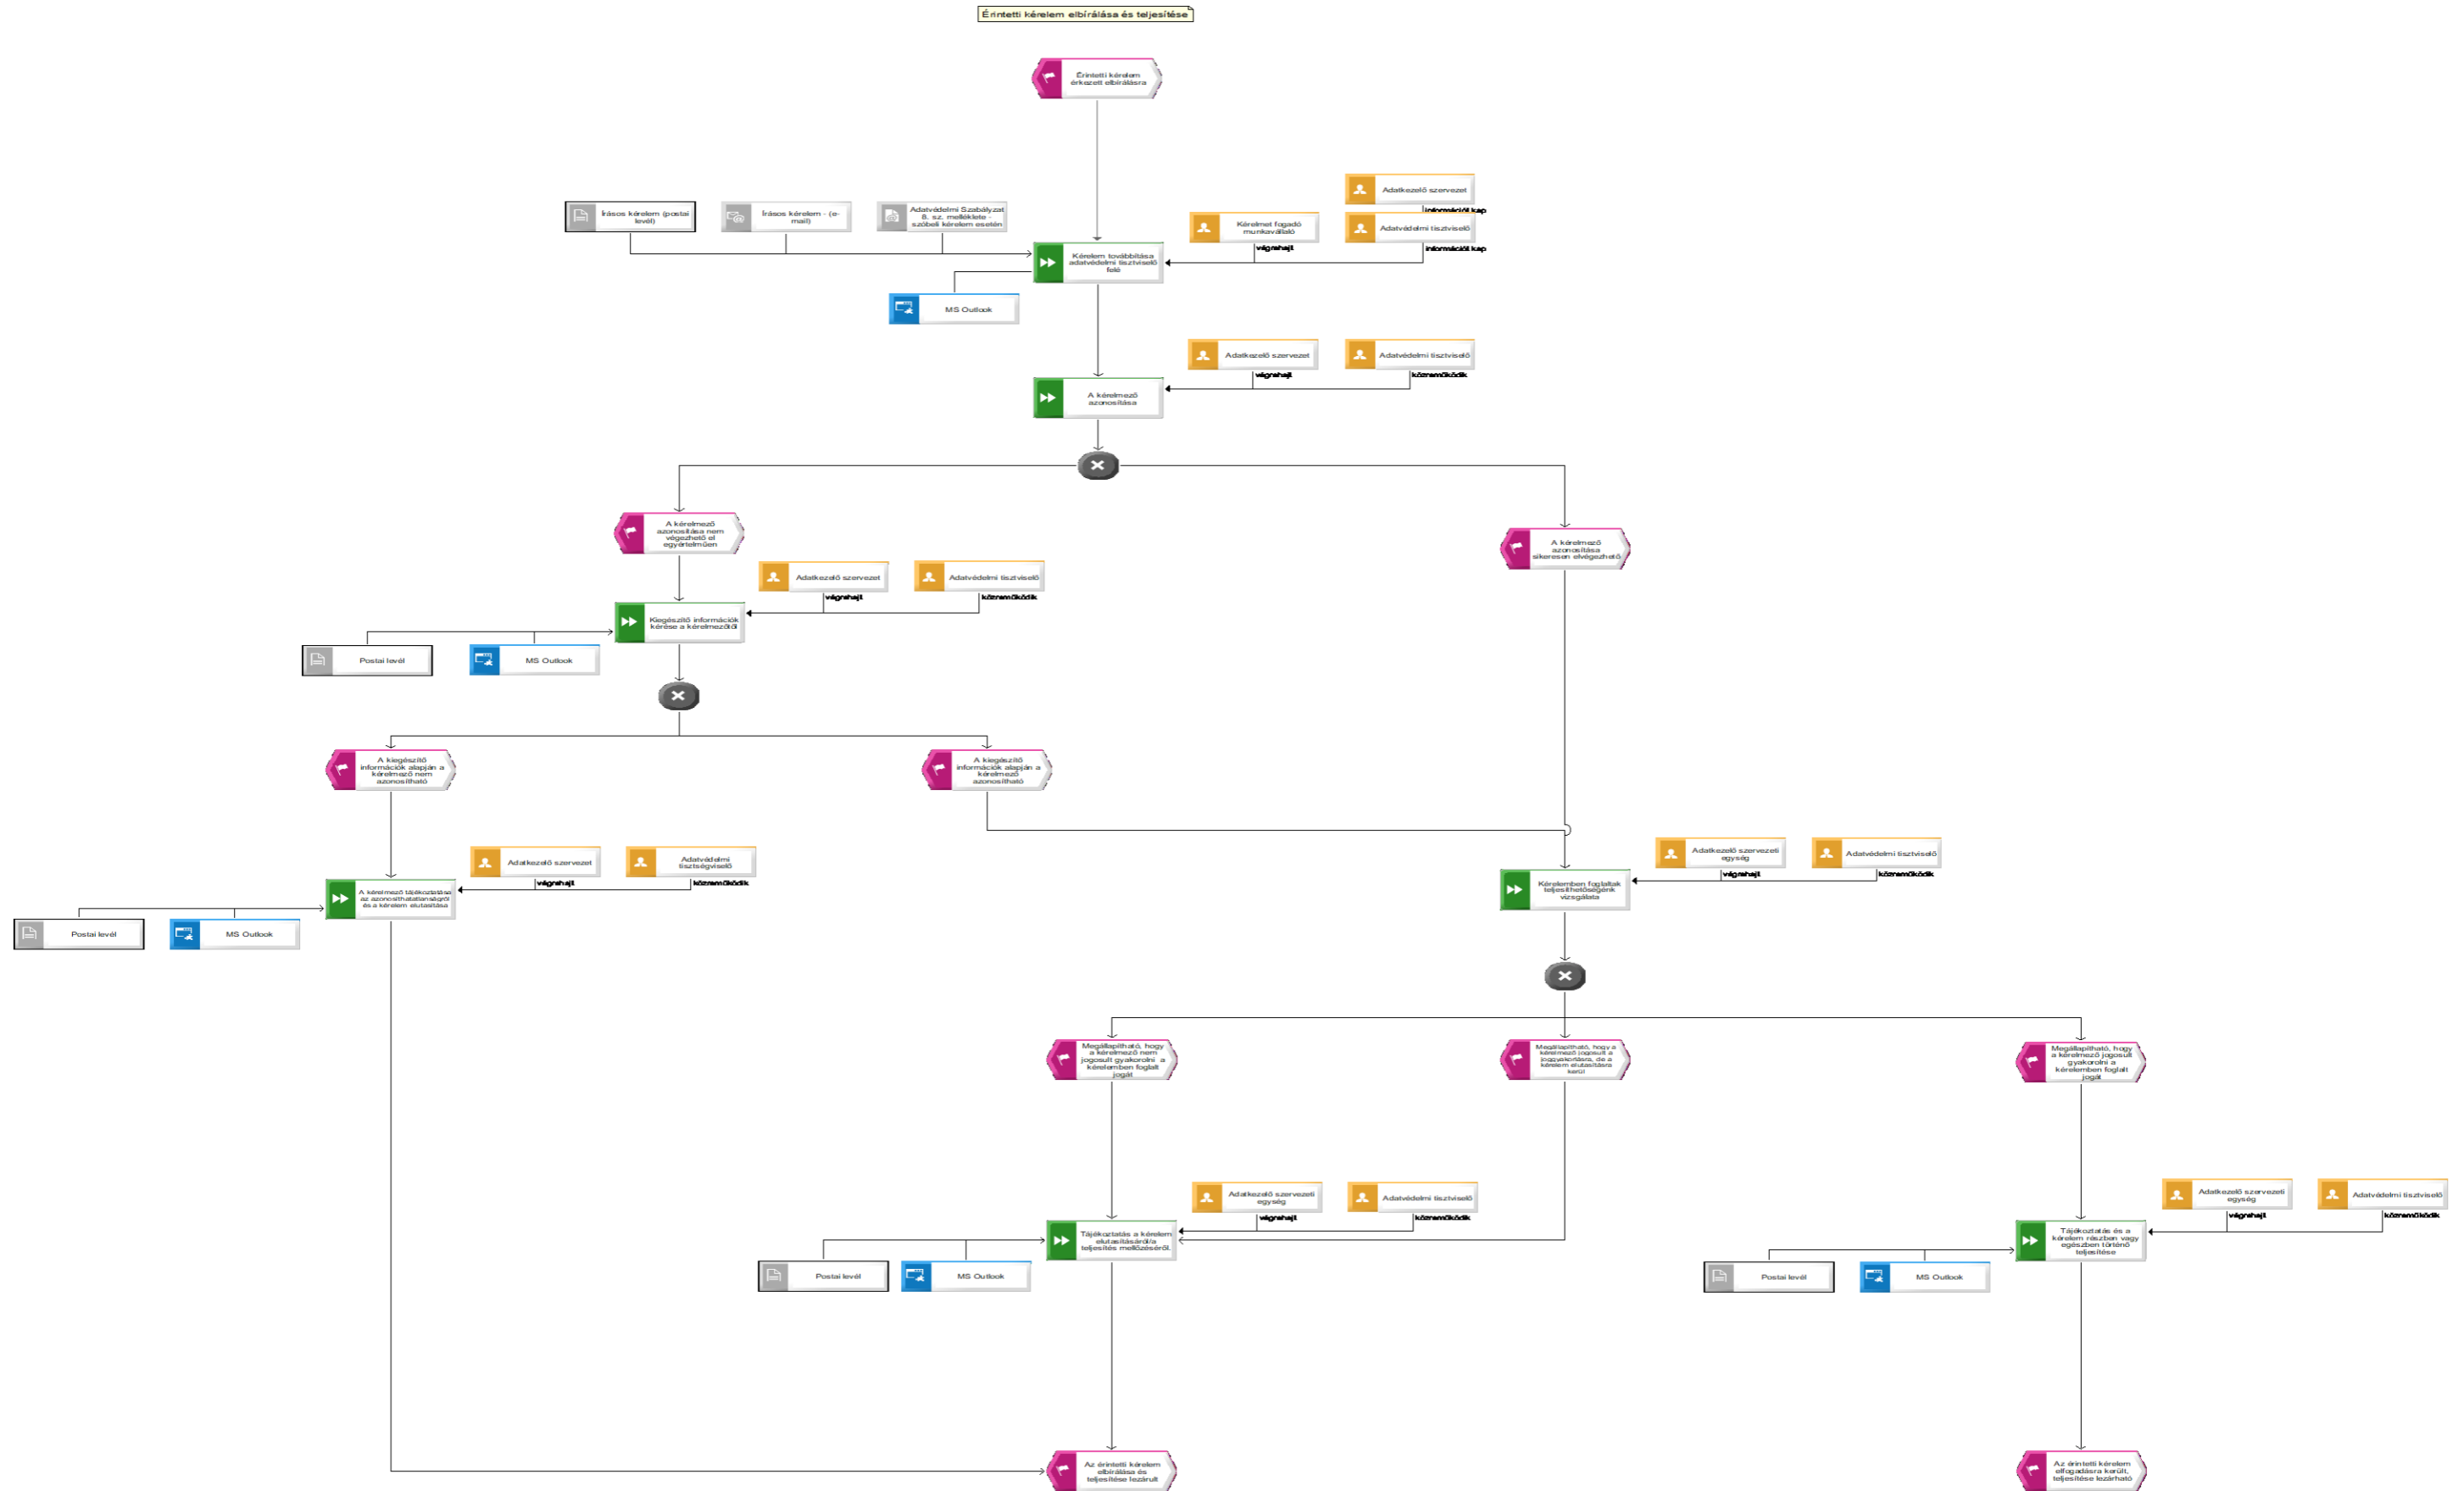 Érintetti kérelem elbírálása és teljesítése
Érintetti kérelem
érkezett elbírálásra
Adatkezelő szervezet
információt kap
Írásos kérelem (postai
levél)
Írásos kérelem - (e-
mail)
Adatvédelmi Szabályzat
8. sz. melléklete -
szóbeli kérelem esetén
Kérelmet fogadó
munkavállaló
végrehajt
Adatvédelmi tisztviselő
információt kap
Kérelem továbbítása
adatvédelmi tisztviselő
felé
MS Outlook
Adatkezelő szervezet
végrehajt
Adatvédelmi tisztviselő
közreműködik
A kérelmező
azonosítása
A kérelmező
azonosítása nem
végezhető el
egyértelműen
A kérelmező
azonosítása
sikeresen elvégezhető
Adatkezelő szervezet
végrehajt
Adatvédelmi tisztviselő
közreműködik
Kiegészítő információk
kérése a kérelmezőtől
Postai levél
MS Outlook
A kiegészítő
információk alapján a
kérelmező nem
azonosítható
A kiegészítő
információk alapján a
kérelmező
azonosítható
Adatkezelő szervezet
végrehajt
Adatvédelmi
tisztségviselő
közreműködik
Adatkezelő szervezeti
egység
végrehajt
Adatvédelmi tisztviselő
közreműködik
A kérelmező tájékoztatása
az azonosíthatatlanságról
és a kérelem elutasítása
Kérelemben foglaltak
teljesíthetőségénk
vizsgálata
Postai levél
MS Outlook
Megállapítható, hogy
a kérelmező nem
jogosult gyakorolni a
kérelemben foglalt
jogát
Megállapítható, hogy a
kérelmező jogosult a
joggyakorlásra, de a
kérelem elutasításra
kerül
Megállapítható, hogy
a kérelmező jogosult
gyakorolni a
kérelemben foglalt
jogát
Adatkezelő szervezeti
egység
végrehajt
Adatvédelmi tisztviselő
közreműködik
Adatkezelő szervezeti
egység
végrehajt
Adatvédelmi tisztviselő
közreműködik
Tájékoztatás a kérelem
elutasításáról/a
teljesítés mellőzéséről.
Tájékoztatás és a
kérelem részben vagy
egészben történő
teljesítése
Postai levél
MS Outlook
Postai levél
MS Outlook
Az érintetti kérelem
elbírálása és
teljesítése lezárult
Az érintetti kérelem
elfogadásra került,
teljesítése lezárható